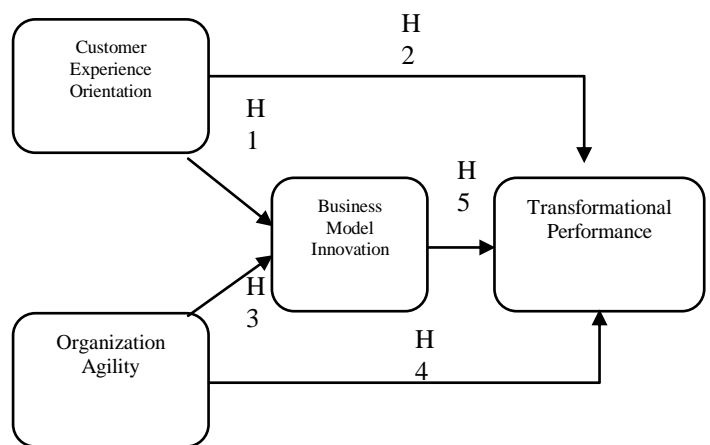 Customer
Experience
Orientation
H
2
H
1
Business
Model
Innovation
H
5
Transformational
Performance
H
3
Organization
Agility
H
4